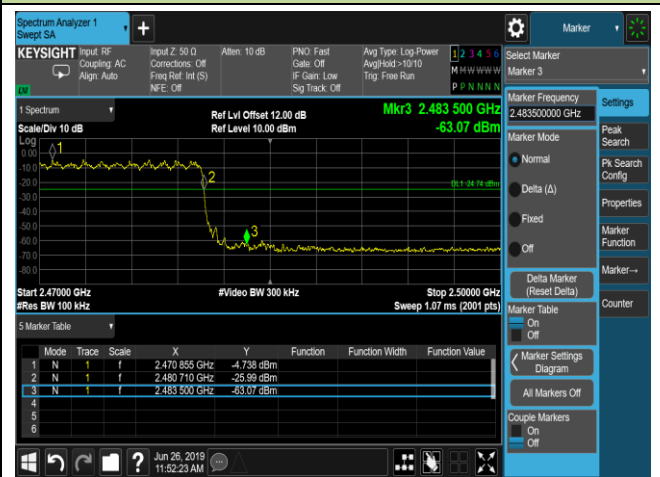 Spectrum Analyzer 1
Swept SA
Marker
KEYSIGHT
Input: RF
Coupling: AC
Align: Auto
Input Z: 50 Ω
Corrections: Off
Freq Ref: Int (S)
NFE: Off
Atten: 10 dB
PNO: Fast
Gate: Off
IF Gain: Low
Sig Track: Off
Avg Type: Log-Power
Avg|Hold:>10/10
Trig: Free Run
1 2 3 4 5 6
M M W W W W
P P N N N N
LXI
1 Spectrum
Scale/Div 10 dB
Log
Ref Lvl Offset 12.00 dB
Ref Level 10.00 dBm
Mkr3 2.483 500 GHz
-63.07 dBm
0.00
-10.0
-20.0
-30.0
-40.0
-50.0
-60.0
-70.0
-80.0
1
2
3
DL1 -24.74 dBm
Start 2.47000 GHz
#Res BW 100 kHz
#Video BW 300 kHz
Stop 2.50000 GHz
Sweep 1.07 ms (2001 pts)
5 Marker Table
Mode Trace Scale X Y Function Function Width Function Value
1 N 1 f 2.470 855 GHz -4.738 dBm
2 N 1 f 2.480 710 GHz -25.99 dBm
3 N 1 f 2.483 500 GHz -63.07 dBm
4
5
6
Jun 26, 2019
11:52:23 AM
Select Marker
Marker 3
Marker Frequency
2.483500000 GHz
Marker Mode
Normal
Delta (Δ)
Fixed
Off
Delta Marker
(Reset Delta)
Marker Table
On
Off
Marker Settings
Diagram
All Markers Off
Couple Markers
On
Off
Settings
Peak
Search
Pk Search
Config
Properties
Marker
Function
Marker→
Counter